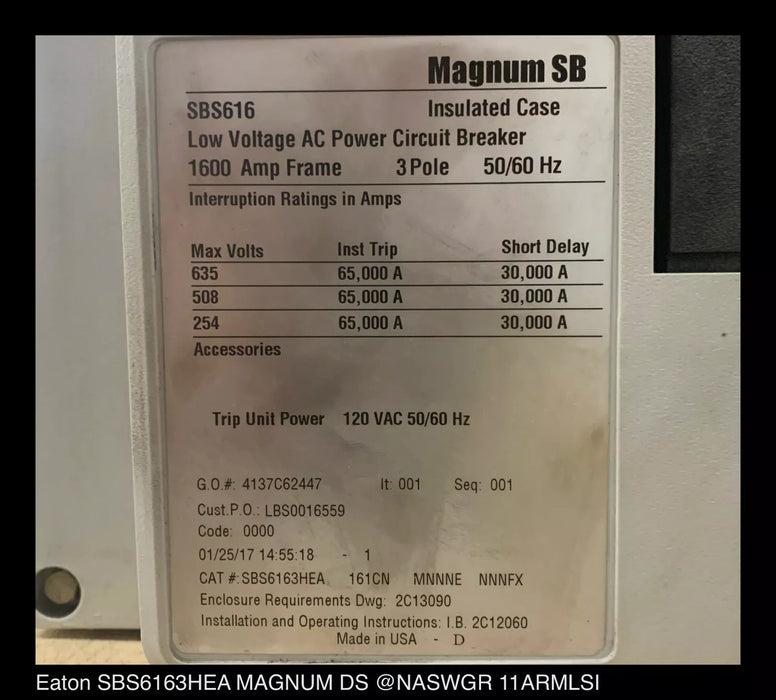 Magnum SB
SBS616 Insulated Case
Low Voltage AC Power Circuit Breaker
1600 Amp Frame 3 Pole 50/60 Hz
Interruption Ratings in Amps
Max Volts Inst Trip Short Delay
635 65,000 A 30,000 A
508 65,000 A 30,000 A
254 65,000 A 30,000 A
Accessories
Trip Unit Power 120 VAC 50/60 Hz
G.O.#: 4137C62447 It: 001 Seq: 001
Cust.P.O.: LBS0016559
Code: 0000
01/25/17 14:55:18 - 1
CAT #:SBS6163HEA 161CN MNNNE NNNFX
Enclosure Requirements Dwg: 2C13090
Installation and Operating Instructions: I.B. 2C12060
Made in USA - D
Eaton SBS6163HEA MAGNUM DS @NASWGR 11ARMLSI